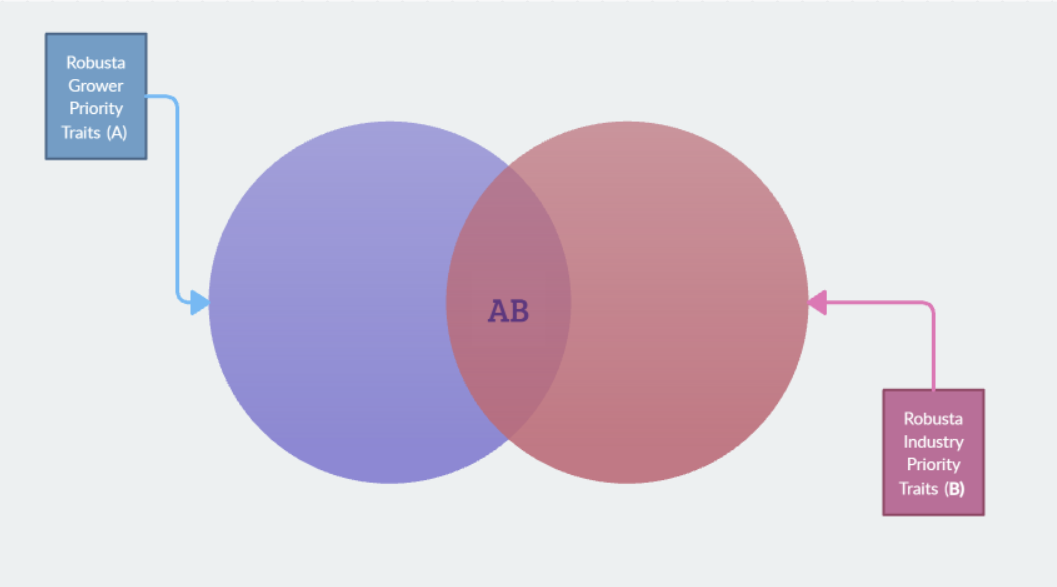 Robusta
Grower
Priority
Traits (A)
AB
Robusta
Industry
Priority
Traits (B)